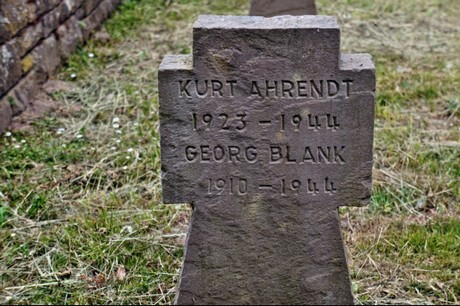 KURT AHRENDT
1923 – 1944
GEORG BLANK
1910 – 1944